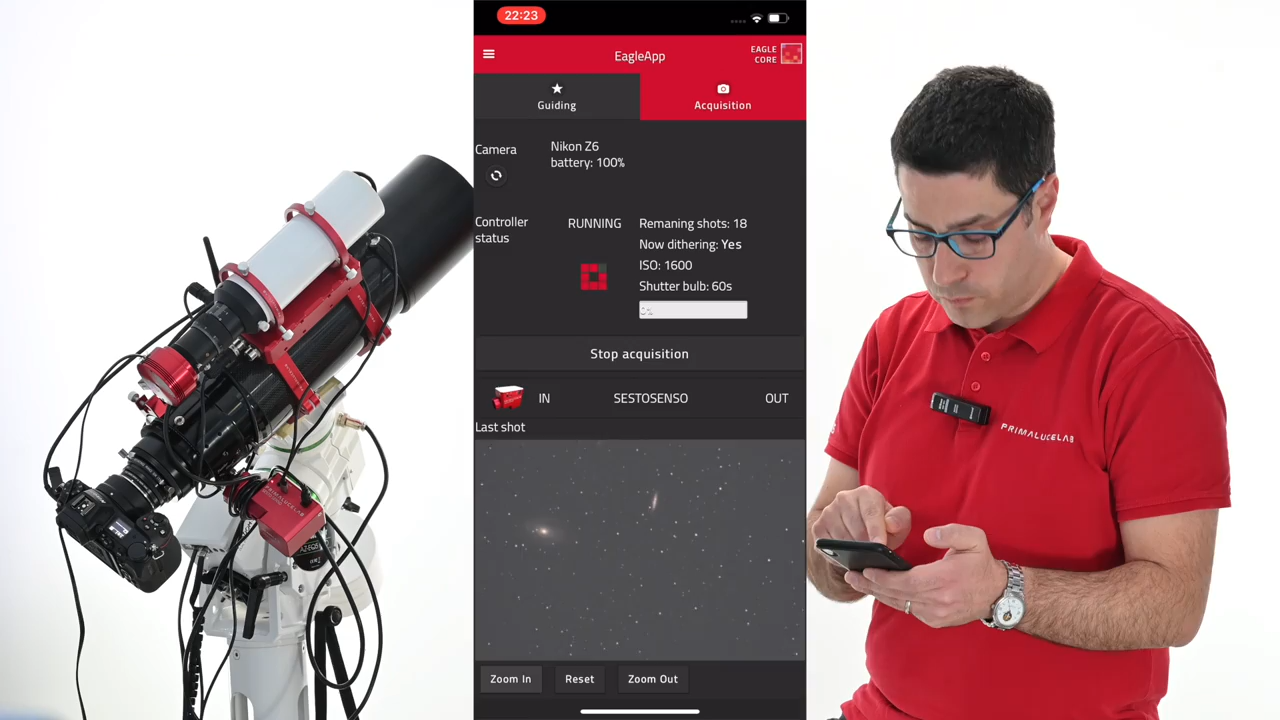 22:23
EagleApp
EAGLE
CORE
Guiding
Acquisition
Camera
Nikon Z6
battery: 100%
Controller
status
RUNNING
Remaning shots: 18
Now dithering: Yes
ISO: 1600
Shutter bulb: 60s
Stop acquisition
IN
SESTOSENSO
OUT
Last shot
Zoom In
Reset
Zoom Out
PRIMALUCELAB
PRIMALUCELAB